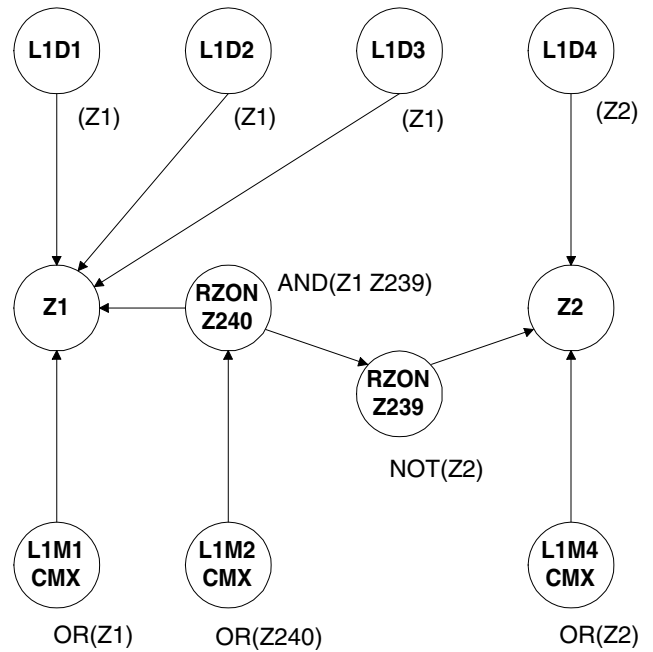 L1D1
L1D2
L1D3
L1D4
(Z1)
(Z1)
(Z1)
(Z2)
Z1
RZON
Z240
AND(Z1 Z239)
Z2
RZON
Z239
NOT(Z2)
L1M1
CMX
L1M2
CMX
L1M4
CMX
OR(Z1)
OR(Z240)
OR(Z2)